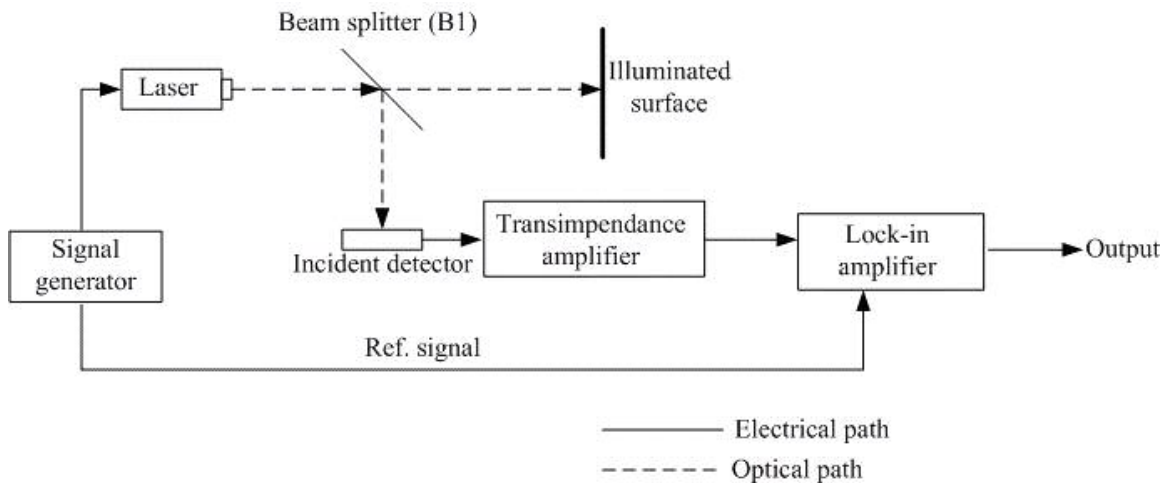 Beam splitter (B1)
Laser
Illuminated
surface
Signal
generator
Incident detector
Transimpendance
amplifier
Lock-in
amplifier
Output
Ref. signal
Electrical path
Optical path